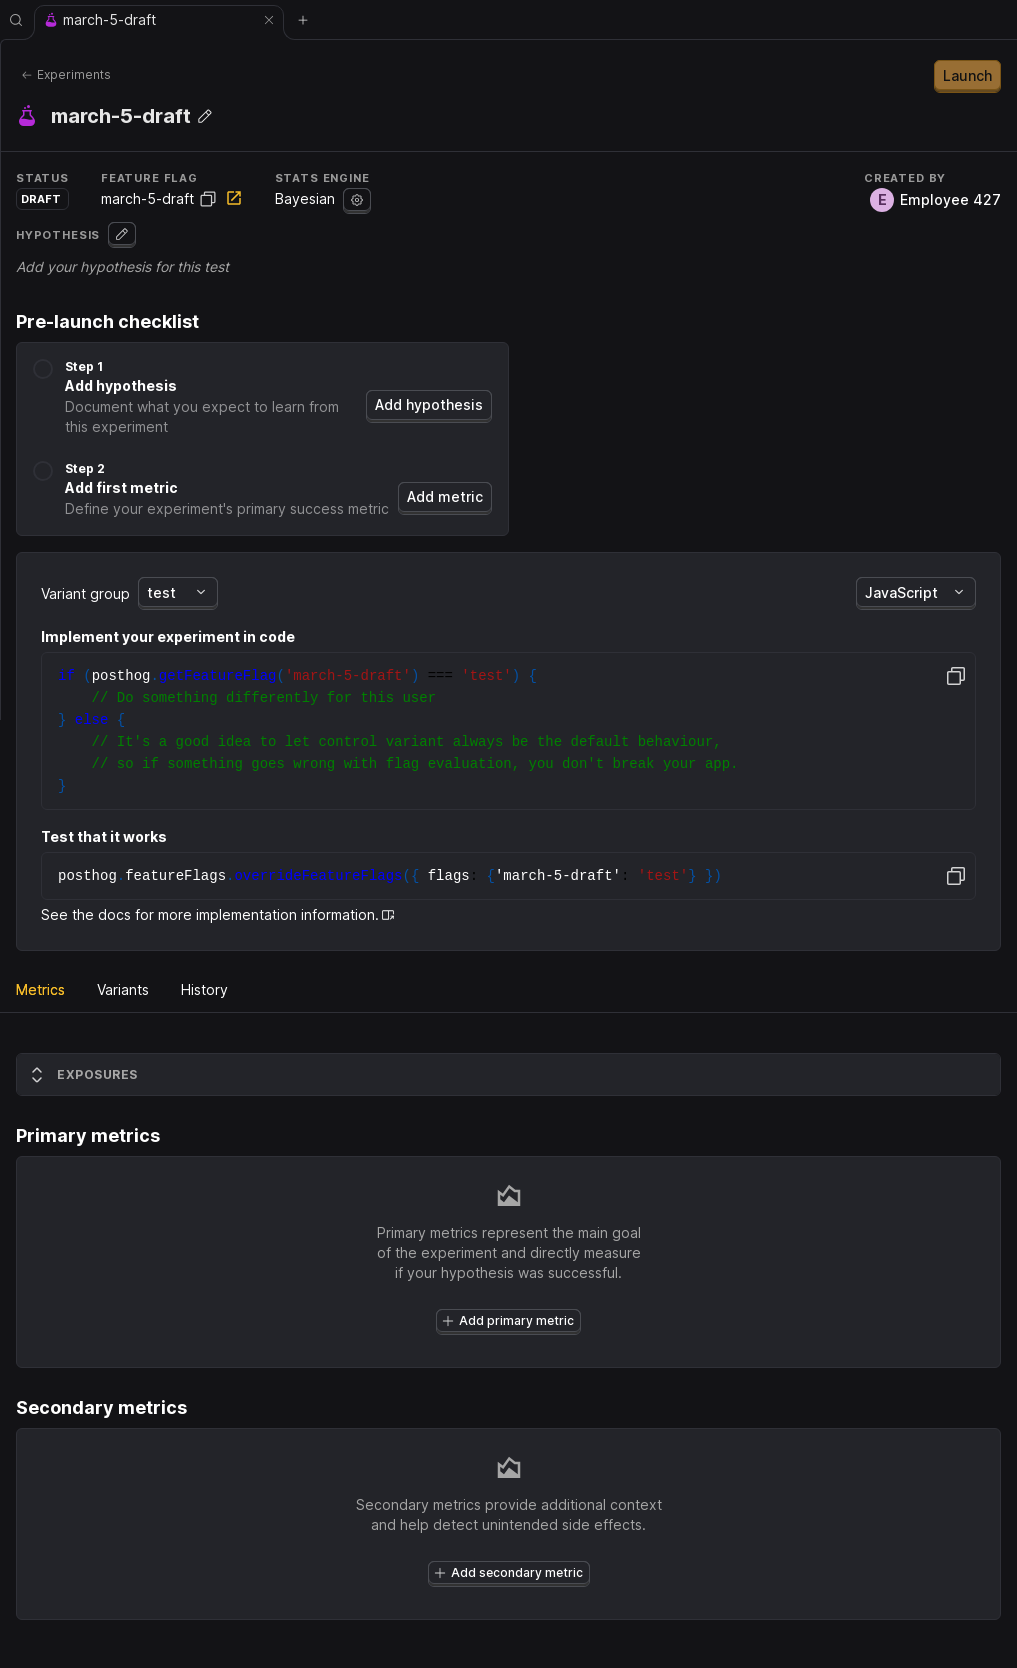 march-5-draft
Experiments
Launch
march-5-draft
STATUS
FEATURE FLAG
STATS ENGINE
CREATED BY
DRAFT
march-5-draft
Bayesian
E
Employee 427
HYPOTHESIS
Add your hypothesis for this test
Pre-launch checklist
Step 1
Add hypothesis
Document what you expect to learn from
this experiment
Add hypothesis
Step 2
Add first metric
Define your experiment's primary success metric
Add metric
Variant group
test
JavaScript
Implement your experiment in code
if (posthog.getFeatureFlag('march-5-draft') === 'test') {
// Do something differently for this user
} else {
// It's a good idea to let control variant always be the default behaviour,
// so if something goes wrong with flag evaluation, you don't break your app.
}
Test that it works
posthog.featureFlags.overrideFeatureFlags({ flags: {'march-5-draft': 'test'} })
See the docs for more implementation information.
Metrics
Variants
History
EXPOSURES
Primary metrics
Primary metrics represent the main goal
of the experiment and directly measure
if your hypothesis was successful.
Add primary metric
Secondary metrics
Secondary metrics provide additional context
and help detect unintended side effects.
Add secondary metric